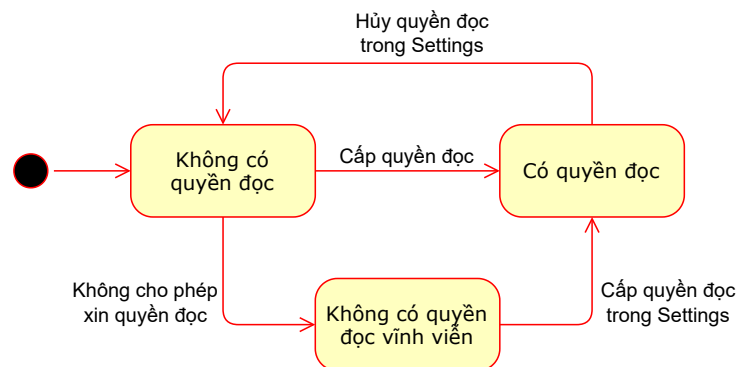 Hủy quyền đọc
trong Settings
Không có
quyền đọc
Cấp quyền đọc
Có quyền đọc
Không cho phép
xin quyền đọc
Không có quyền
đọc vĩnh viễn
Cấp quyền đọc
trong Settings